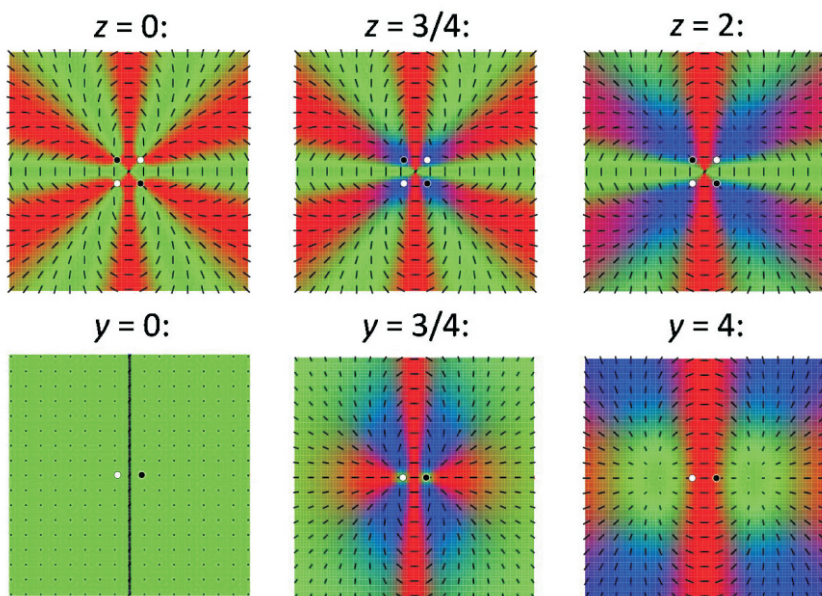 z = 0: z = 3/4: z = 2:
y = 0: y = 3/4: y = 4: